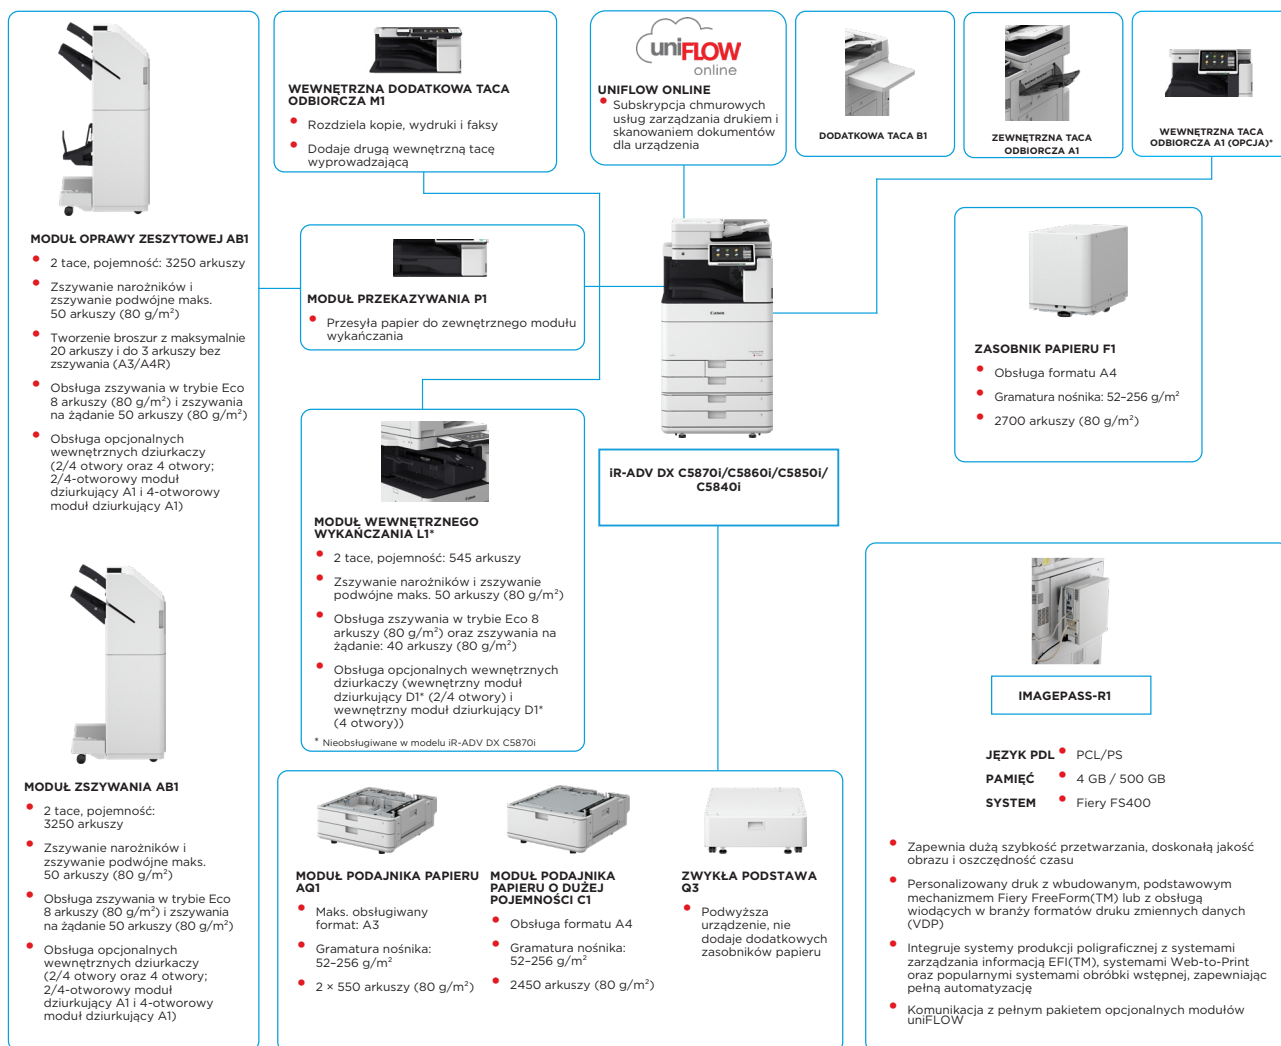 MODUŁ OPRAWY ZESZYTOWEJ AB1
• 2 tace, pojemność: 3250 arkuszy
• Zszywanie narożników i
zszywanie podwójne maks.
50 arkuszy (80 g/m²)
• Tworzenie broszur z maksymalnie
20 arkuszy i do 3 arkuszy bez
zszywania (A3/A4R)
• Obsługa zszywania w trybie Eco
8 arkuszy (80 g/m²) i zszywania
na żądanie 50 arkuszy (80 g/m²)
• Obsługa opcjonalnych
wewnętrznych dziurkaczy
(2/4 otwory oraz 4 otwory;
2/4-otworowy moduł
dziurkujący A1 i 4-otworowy
moduł dziurkujący A1)
MODUŁ ZSZYWANIA AB1
• 2 tace, pojemność:
3250 arkuszy
• Zszywanie narożników i
zszywanie podwójne maks.
50 arkuszy (80 g/m²)
• Obsługa zszywania w trybie Eco
8 arkuszy (80 g/m²) i zszywania
na żądanie 50 arkuszy (80 g/m²)
• Obsługa opcjonalnych
wewnętrznych dziurkaczy
(2/4 otwory oraz 4 otwory;
2/4-otworowy moduł
dziurkujący A1 i 4-otworowy
moduł dziurkujący A1)
WEWNĘTRZNA DODATKOWA TACA
ODBIORCZA M1
• Rozdziela kopie, wydruki i faksy
• Dodaje drugą wewnętrzną tacę
wyprowadzającą
uniFLOW
online
UNIFLOW ONLINE
• Subskrypcja chmurowych
usług zarządzania drukiem i
skanowaniem dokumentów
dla urządzenia
DODATKOWA TACA B1
ZEWNĘTRZNA TACA
ODBIORCZA A1
WEWNĘTRZNA TACA
ODBIORCZA A1 (OPCJA)*
MODUŁ PRZEKAZYWANIA P1
• Przesyła papier do zewnętrznego modułu
wykańczania
Canon
iR-ADV DX C5870i/C5860i/C5850i/
C5840i
ZASOBNIK PAPIERU F1
• Obsługa formatu A4
• Gramatura nośnika: 52–256 g/m²
• 2700 arkuszy (80 g/m²)
MODUŁ WEWNĘTRZNEGO
WYKAŃCZANIA L1*
• 2 tace, pojemność: 545 arkuszy
• Zszywanie narożników i zszywanie
podwójne maks. 50 arkuszy (80 g/m²)
• Obsługa zszywania w trybie Eco 8
arkuszy (80 g/m²) oraz zszywania na
żądanie: 40 arkuszy (80 g/m²)
• Obsługa opcjonalnych wewnętrznych
dziurkaczy (wewnętrzny moduł
dziurkujący D1* (2/4 otwory) i
wewnętrzny moduł dziurkujący D1*
(4 otwory))
* Nieobsługiwane w modelu iR-ADV DX C5870i
MODUŁ PODAJNIKA PAPIERU
AQ1
• Maks. obsługiwany
format: A3
• Gramatura nośnika:
52–256 g/m²
• 2 × 550 arkuszy (80 g/m²)
MODUŁ PODAJNIKA
PAPIERU O DUŻEJ
POJEMNOŚCI C1
• Obsługa formatu A4
• Gramatura nośnika:
52–256 g/m²
• 2450 arkuszy (80 g/m²)
ZWYKŁA PODSTAWA
Q3
• Podwyższa
urządzenie, nie
dodaje dodatkowych
zasobników papieru
IMAGEPASS-R1
JĘZYK PDL • PCL/PS
PAMIĘĆ • 4 GB / 500 GB
SYSTEM • Fiery FS400
• Zapewnia dużą szybkość przetwarzania, doskonałą jakość
obrazu i oszczędność czasu
• Personalizowany druk z wbudowanym, podstawowym
mechanizmem Fiery FreeForm(TM) lub z obsługą
wiodących w branży formatów druku zmiennych danych
(VDP)
• Integruje systemy produkcji poligraficznej z systemami
zarządzania informacją EFI(TM), systemami Web-to-Print
oraz popularnymi systemami obróbki wstępnej, zapewniając
pełną automatyzację
• Komunikacja z pełnym pakietem opcjonalnych modułów
uniFLOW